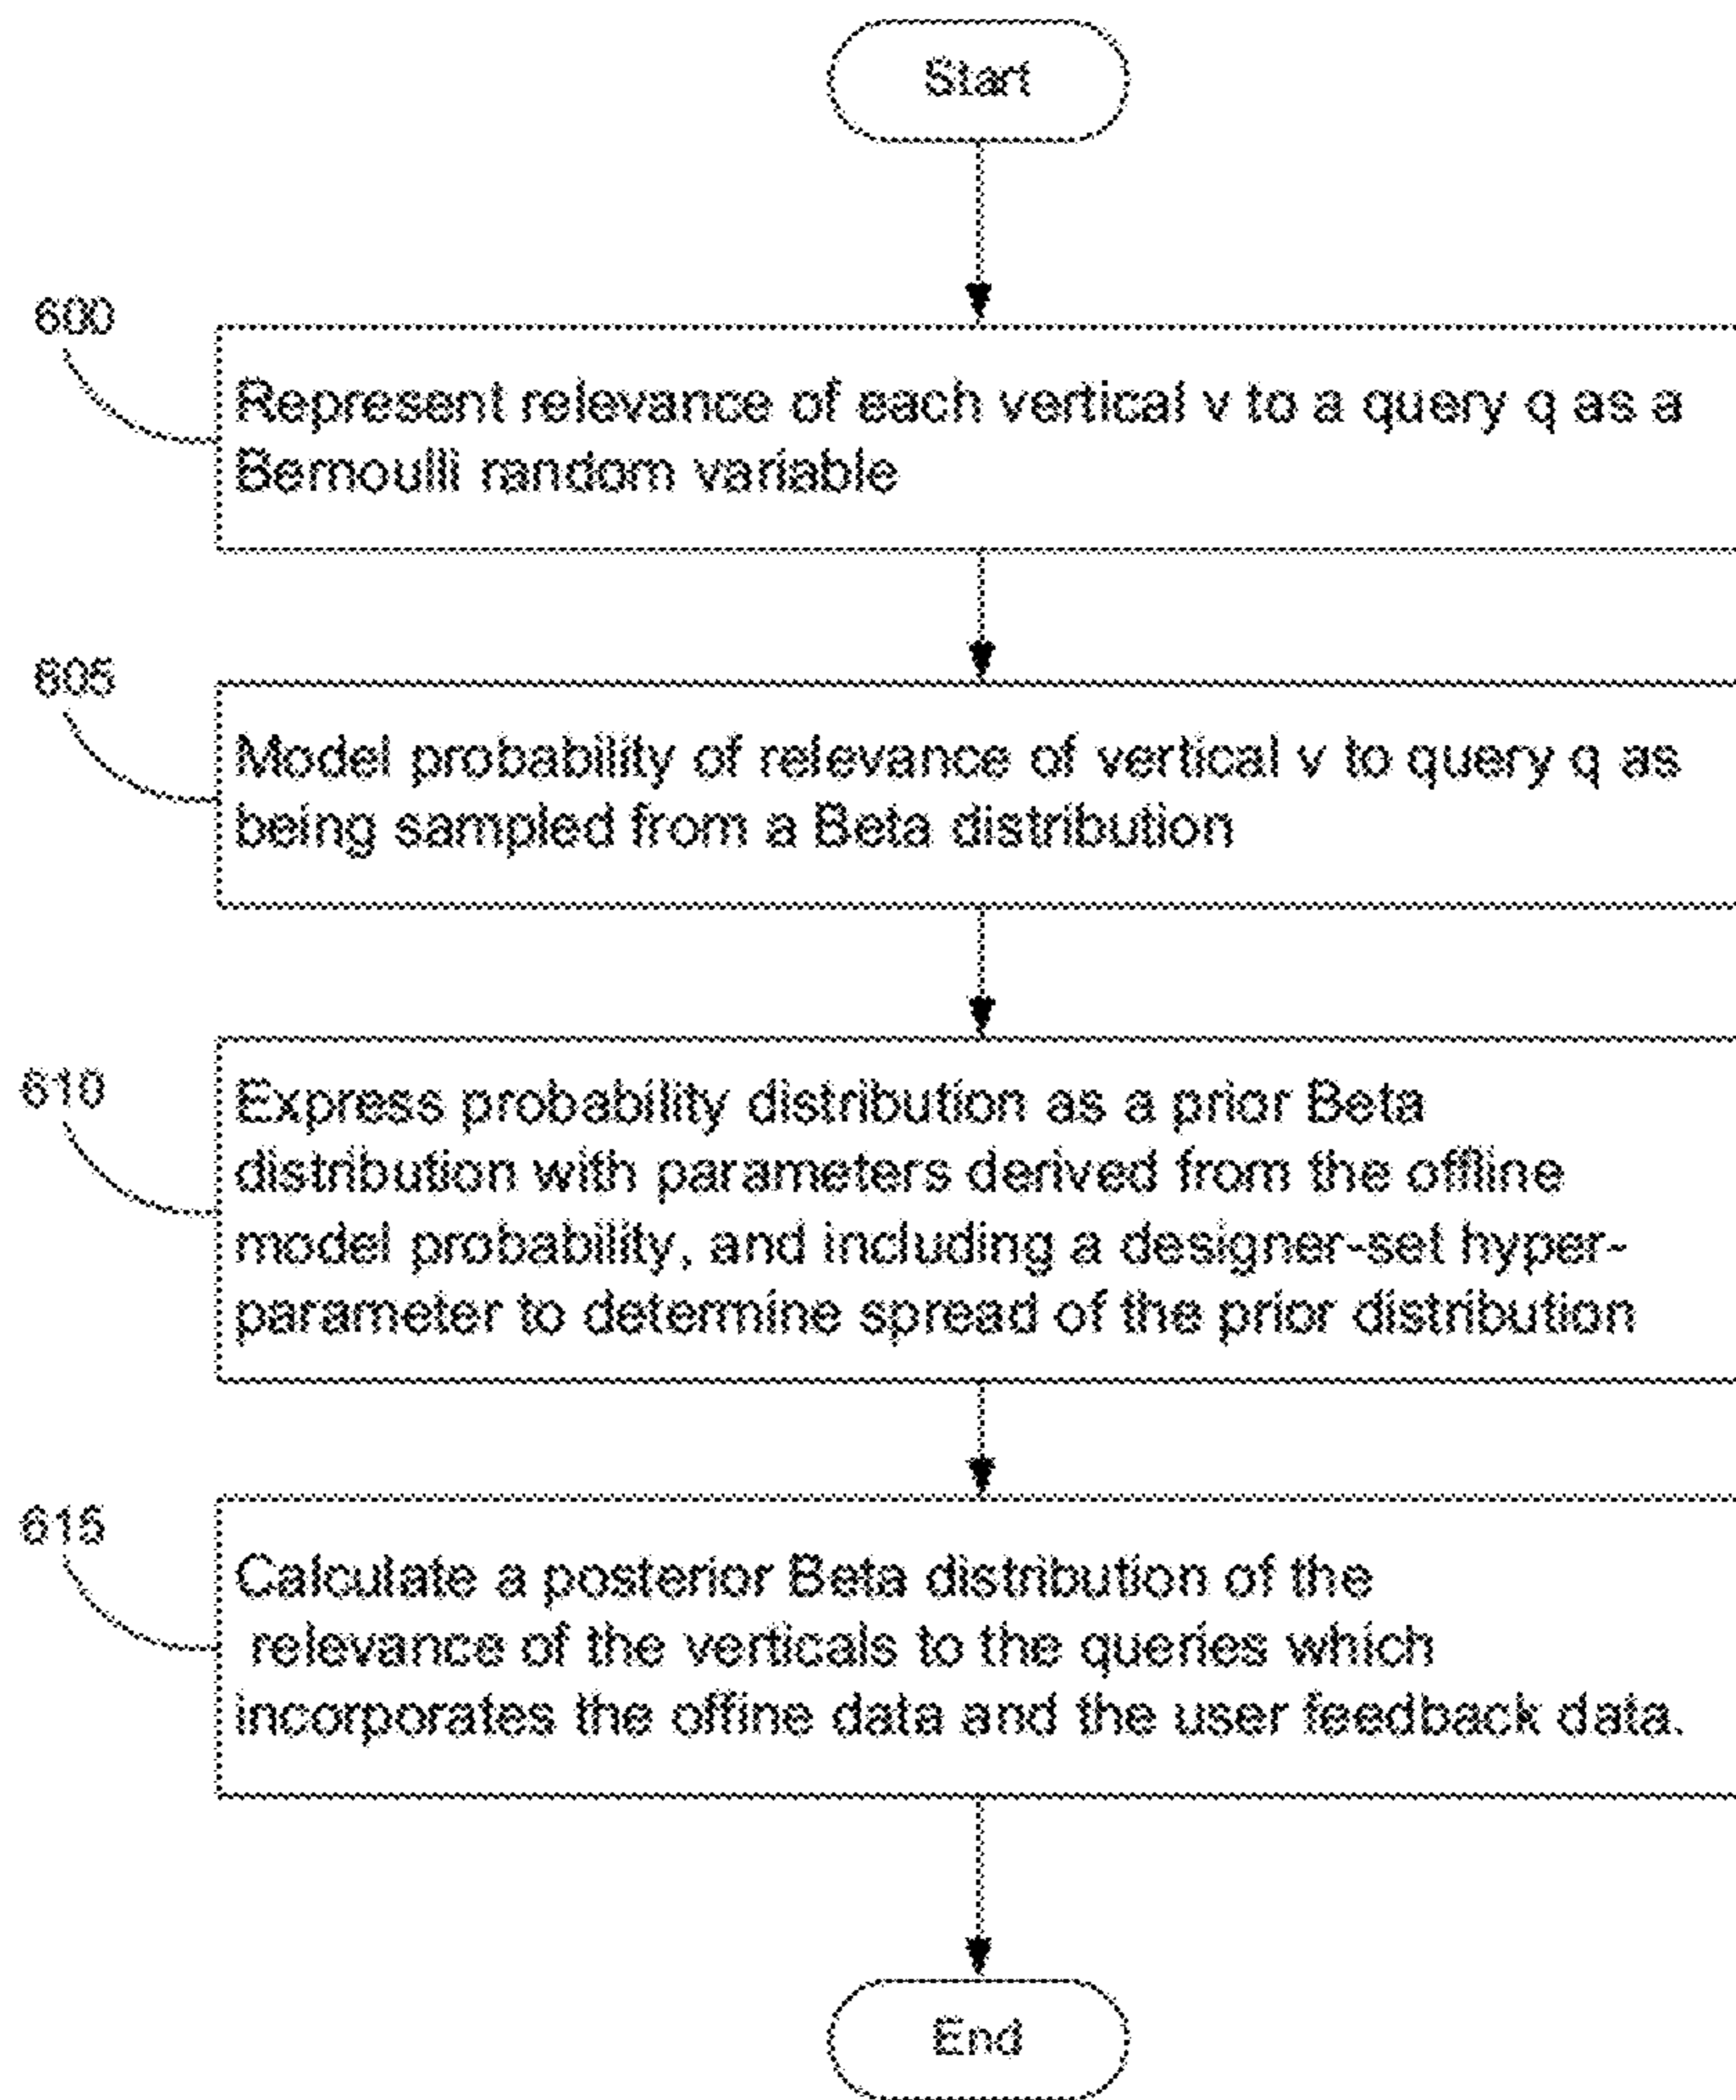 Start
600
Represent relevance of each vertical v to a query q as a
Bernoulli random variable
605
Model probability of relevance of vertical v to query q as
being sampled from a Beta distribution
610
Express probability distribution as a prior Beta
distribution with parameters derived from the offline
model probability, and including a designer-set hyper-
parameter to determine spread of the prior distribution
615
Calculate a posterior Beta distribution of the
relevance of the verticals to the queries which
incorporates the offine data and the user feedback data.
End